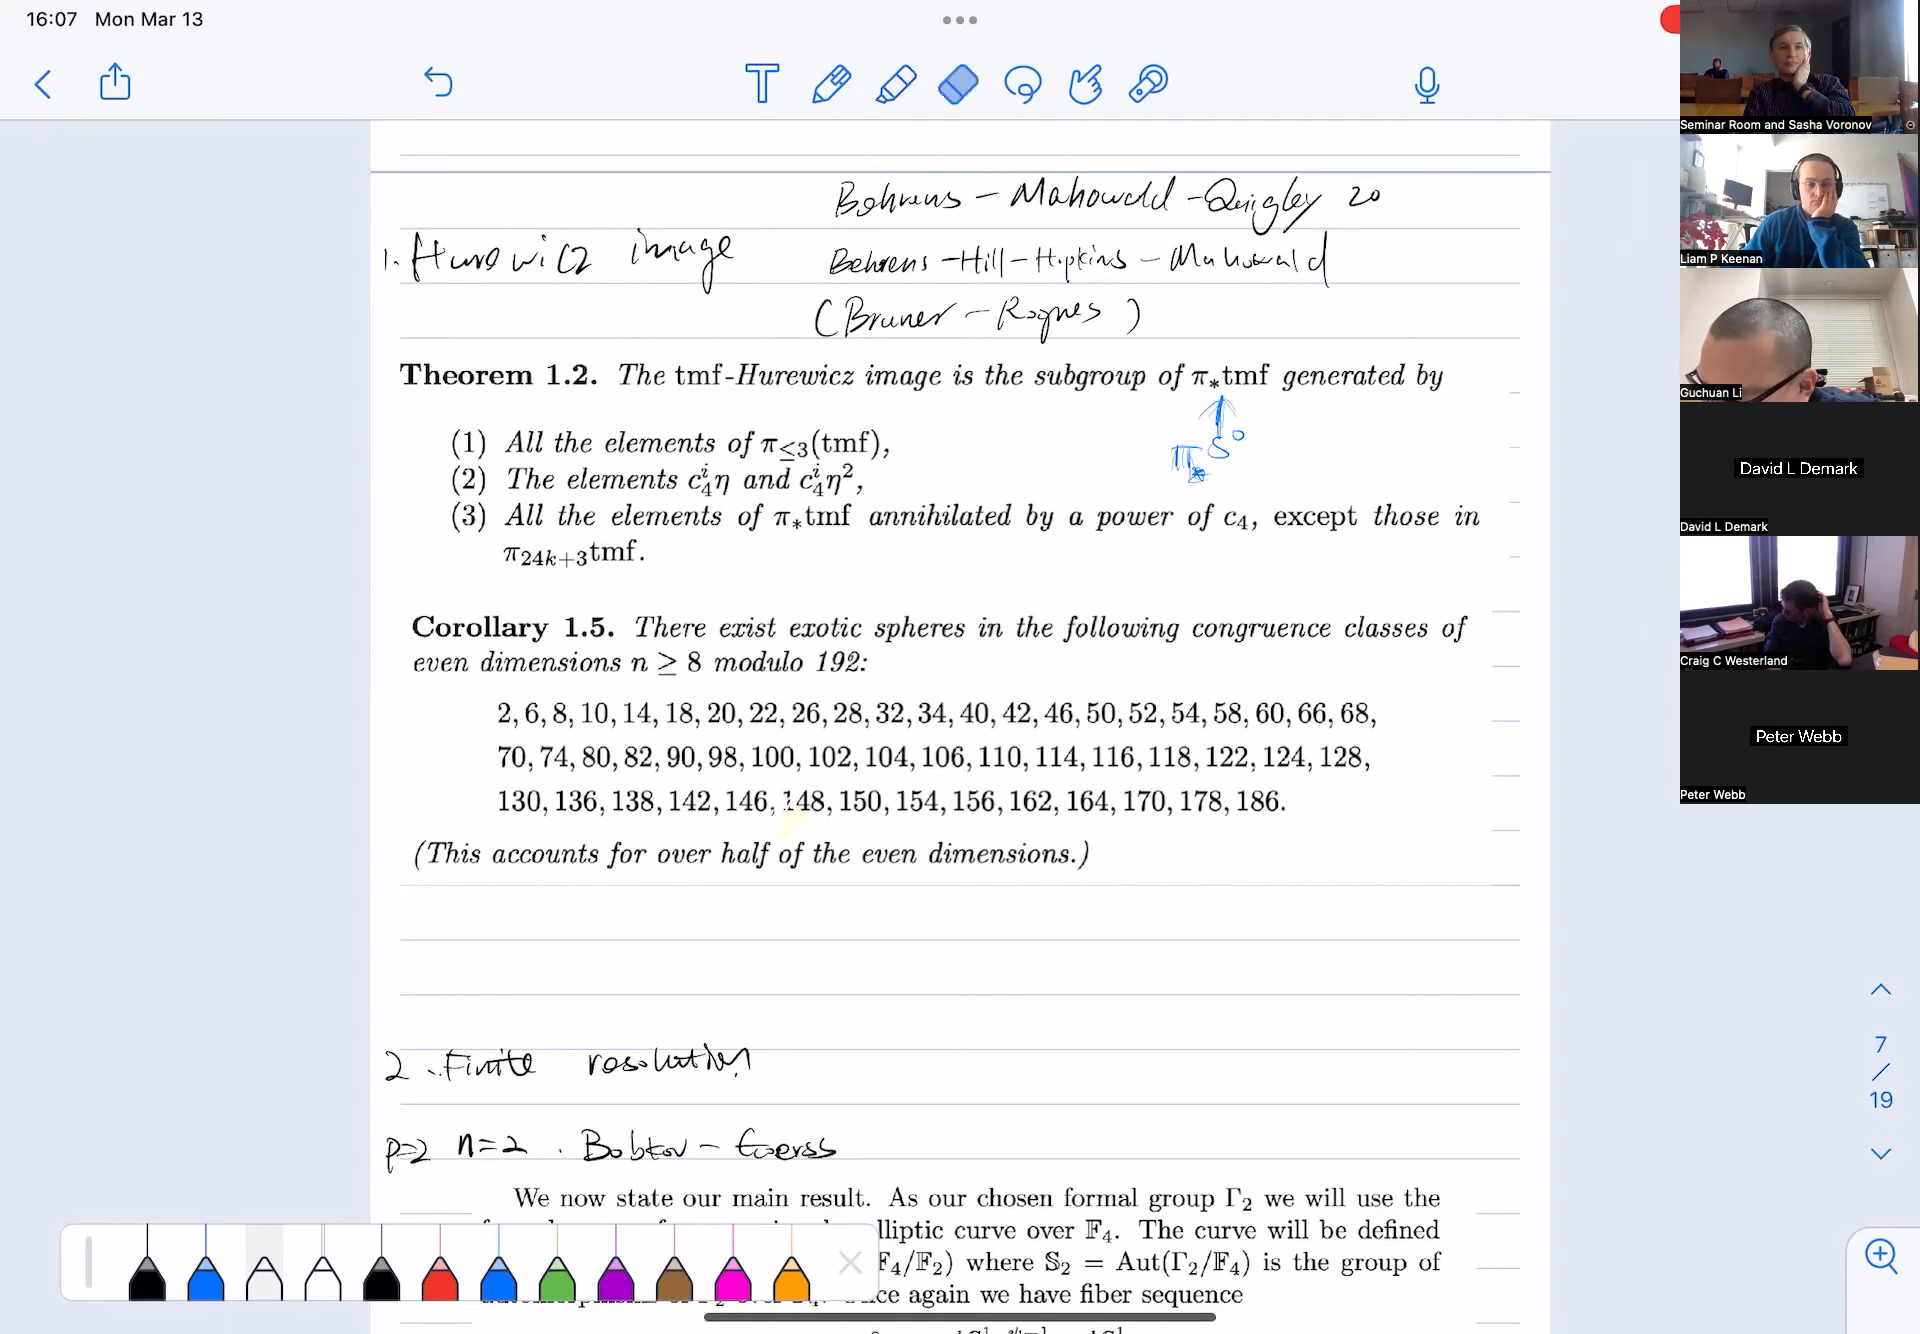 16:07 Mon Mar 13
Behrens - Mahowald - Quigley 20
1. Hurewicz image
Behrens - Hill - Hopkins - Mahowald
(Bruner - Rognes)
Theorem 1.2. The tmf-Hurewicz image is the subgroup of π∗tmf generated by
π∗ S⁰
(1) All the elements of π≤3(tmf),
(2) The elements c₄ⁱη and c₄ⁱη²,
(3) All the elements of π∗tmf annihilated by a power of c₄, except those in
π24k+3tmf.
Corollary 1.5. There exist exotic spheres in the following congruence classes of
even dimensions n ≥ 8 modulo 192:
2, 6, 8, 10, 14, 18, 20, 22, 26, 28, 32, 34, 40, 42, 46, 50, 52, 54, 58, 60, 66, 68,
70, 74, 80, 82, 90, 98, 100, 102, 104, 106, 110, 114, 116, 118, 122, 124, 128,
130, 136, 138, 142, 146, 148, 150, 154, 156, 162, 164, 170, 178, 186.
(This accounts for over half of the even dimensions.)
2. Finite resolution
p=2 n=2 . Bobkov - Goerss
We now state our main result. As our chosen formal group Γ₂ we will use the
lliptic curve over 𝔽₄. The curve will be defined
𝔽₄/𝔽₂) where 𝕊₂ = Aut(Γ₂/𝔽₄) is the group of
ce again we have fiber sequence
7
/
19
Seminar Room and Sasha Voronov
Liam P Keenan
Guchuan Li
David L Demark
David L Demark
Craig C Westerland
Peter Webb
Peter Webb